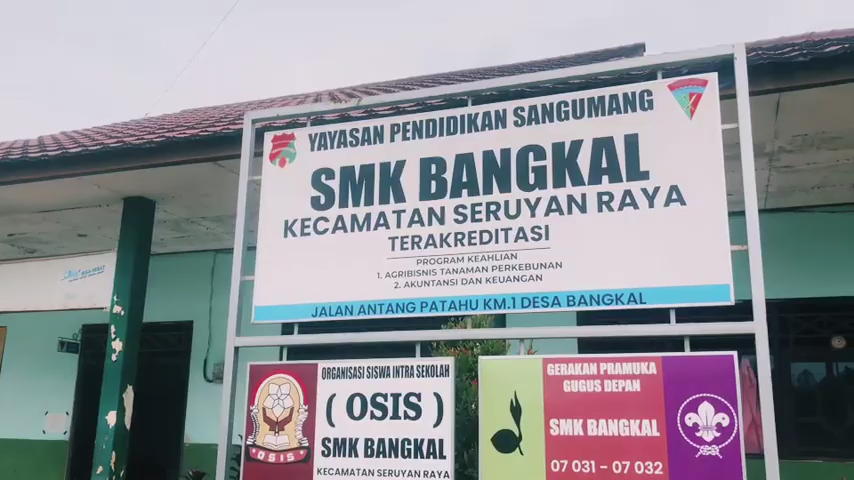 YAYASAN PENDIDIKAN SANGUMANG
SMK BANGKAL
KECAMATAN SERUYAN RAYA
TERAKREDITASI
PROGRAM KEAHLIAN
1. AGRIBISNIS TANAMAN PERKEBUNAN
2. AKUNTANSI DAN KEUANGAN
JALAN ANTANG PATAHU KM.1 DESA BANGKAL
ORGANISASI SISWA INTRA SEKOLAH
( OSIS )
SMK BANGKAL
KECAMATAN SERUYAN RAYA
OSIS
GERAKAN PRAMUKA
GUGUS DEPAN
SMK BANGKAL
07 031 - 07 032